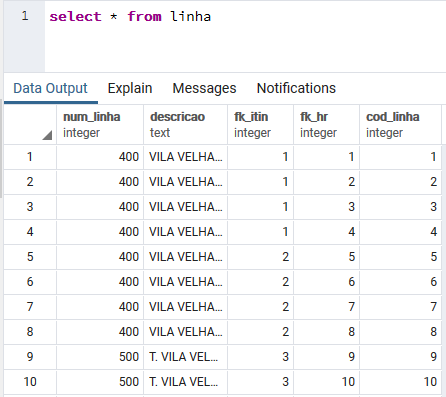 1 select * from linha
Data Output Explain Messages Notifications
num_linha descricao fk_itin fk_hr cod_linha
integer text integer integer integer
1 400 VILA VELHA... 1 1 1
2 400 VILA VELHA... 1 2 2
3 400 VILA VELHA... 1 3 3
4 400 VILA VELHA... 1 4 4
5 400 VILA VELHA... 2 5 5
6 400 VILA VELHA... 2 6 6
7 400 VILA VELHA... 2 7 7
8 400 VILA VELHA... 2 8 8
9 500 T. VILA VEL... 3 9 9
10 500 T. VILA VEL... 3 10 10